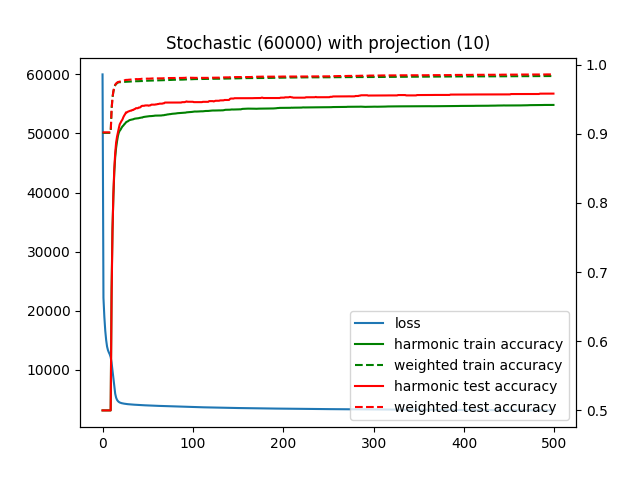 Stochastic (60000) with projection (10)
60000
50000
40000
30000
20000
10000
1.0
0.9
0.8
0.7
0.6
0.5
loss
harmonic train accuracy
weighted train accuracy
harmonic test accuracy
weighted test accuracy
0 100 200 300 400 500